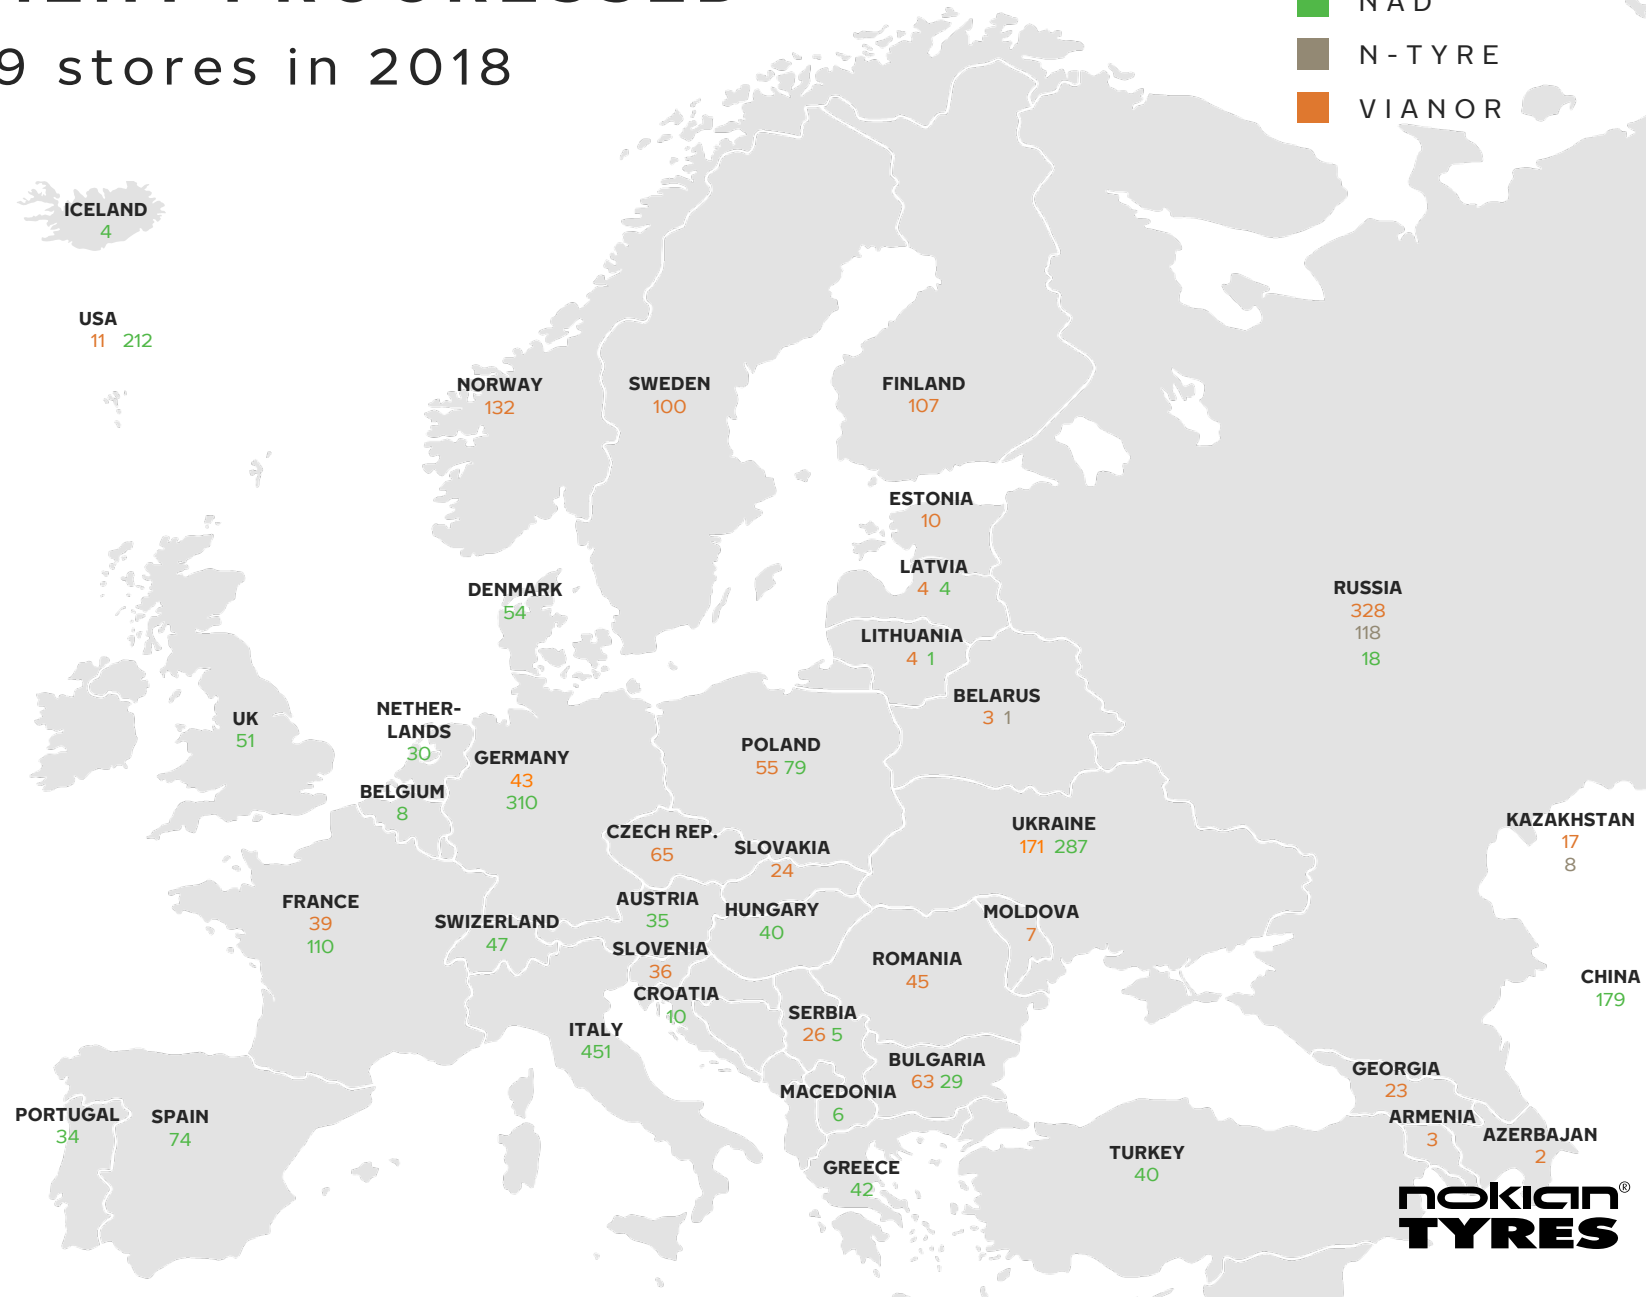 9 stores in 2018
NAD
N-TYRE
VIANOR
ICELAND
4
USA
11 212
NORWAY
132
SWEDEN
100
FINLAND
107
ESTONIA
10
LATVIA
4 4
DENMARK
54
LITHUANIA
4 1
RUSSIA
328
118
18
BELARUS
3 1
UK
51
NETHER-
LANDS
30
GERMANY
43
310
POLAND
55 79
BELGIUM
8
CZECH REP.
65
SLOVAKIA
24
UKRAINE
171 287
KAZAKHSTAN
17
8
FRANCE
39
110
SWIZERLAND
47
AUSTRIA
35
HUNGARY
40
MOLDOVA
7
SLOVENIA
36
ROMANIA
45
CROATIA
10
CHINA
179
ITALY
451
SERBIA
26 5
BULGARIA
63 29
MACEDONIA
6
GEORGIA
23
PORTUGAL
34
SPAIN
74
ARMENIA
3
AZERBAJAN
2
TURKEY
40
GREECE
42
nokian®
TYRES